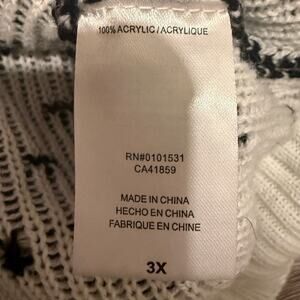 100% ACRYLIC / ACRYLIQUE
RN#0101531
CA41859
MADE IN CHINA
HECHO EN CHINA
FABRIQUE EN CHINE
3X